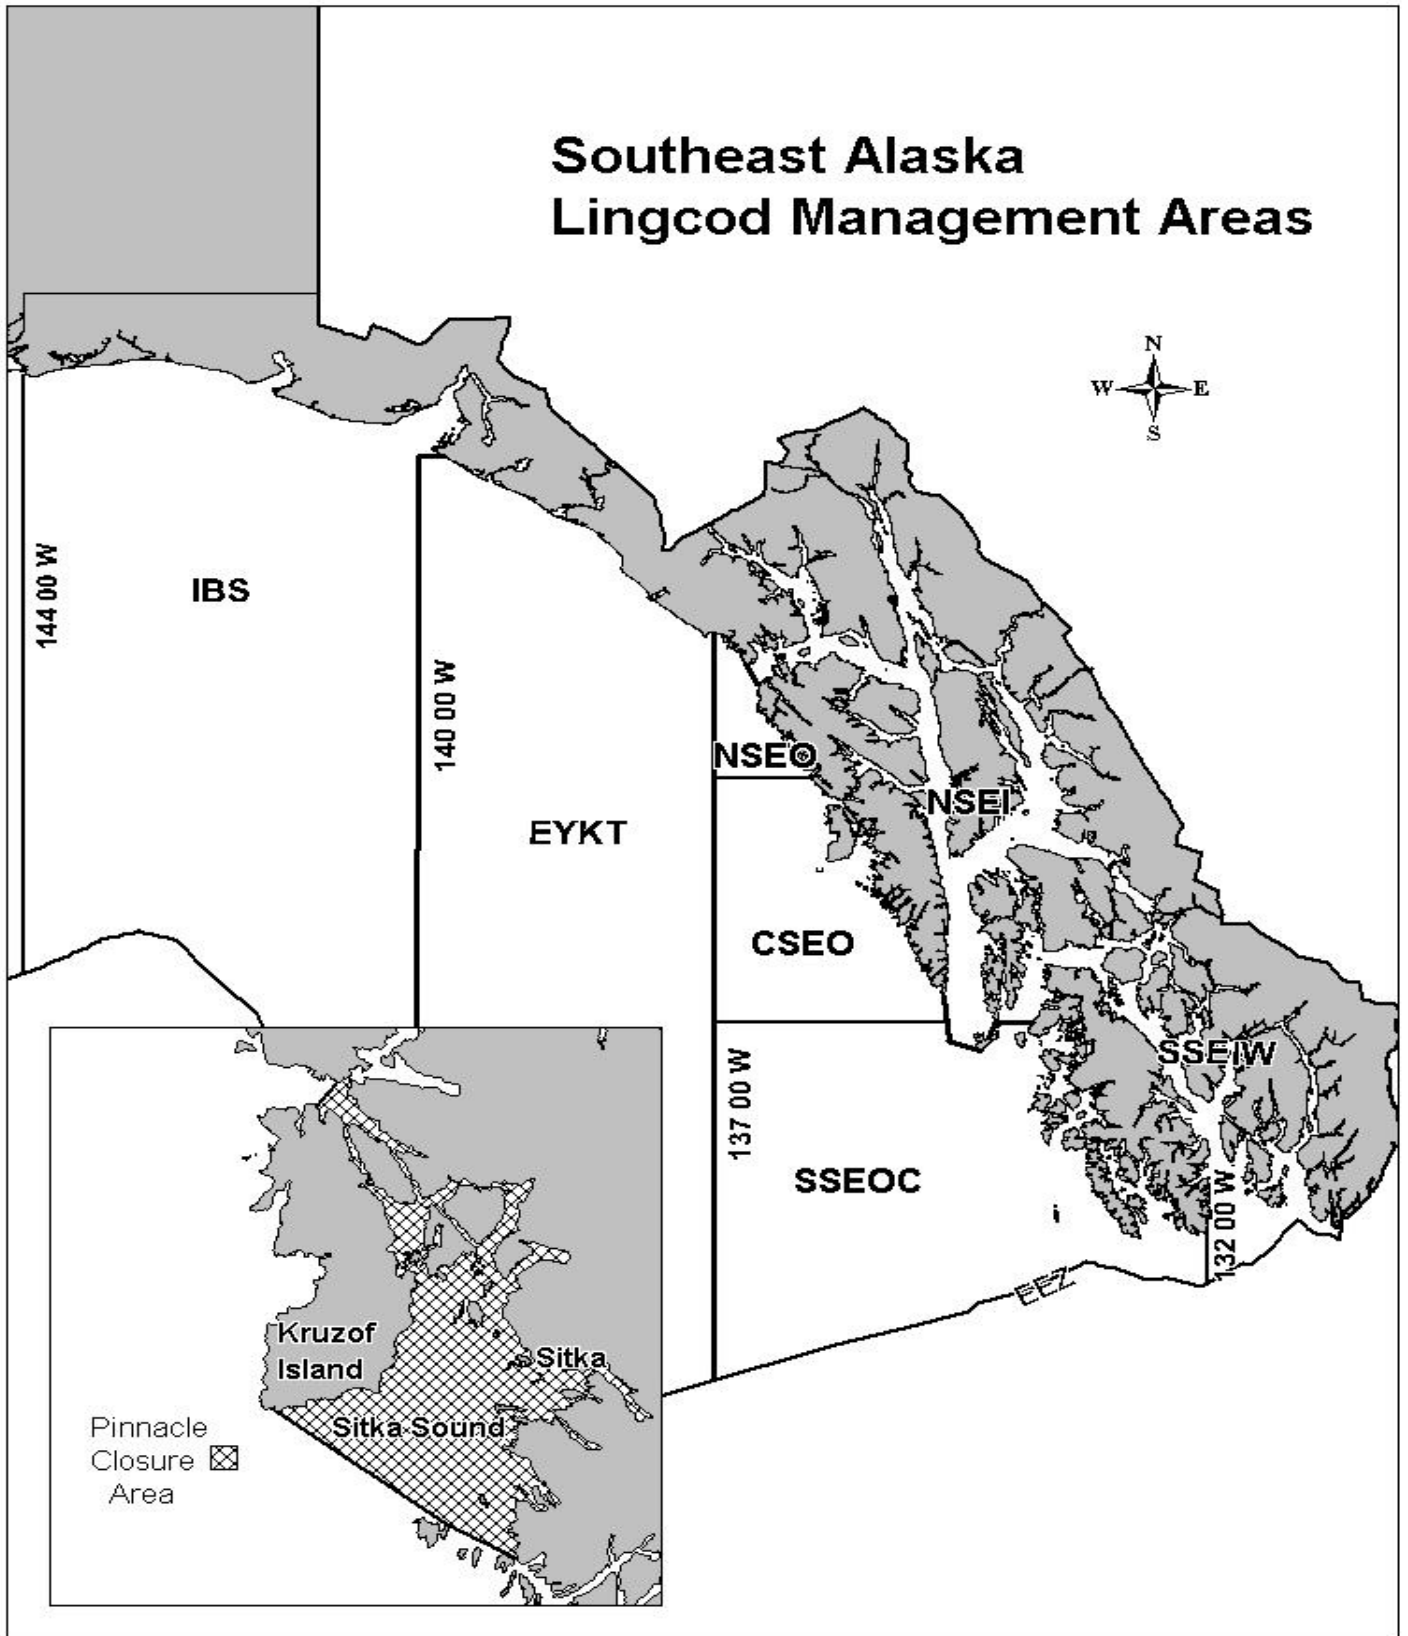 Southeast Alaska
Lingcod Management Areas
N
W E
S
144 00 W
IBS
140 00 W
EYKT
NSEO
NSEI
CSEO
137 00 W
SSEOC
SSEIW
132 00 W
EEZ
Kruzof
Island
Sitka
Sitka Sound
Pinnacle
Closure
Area